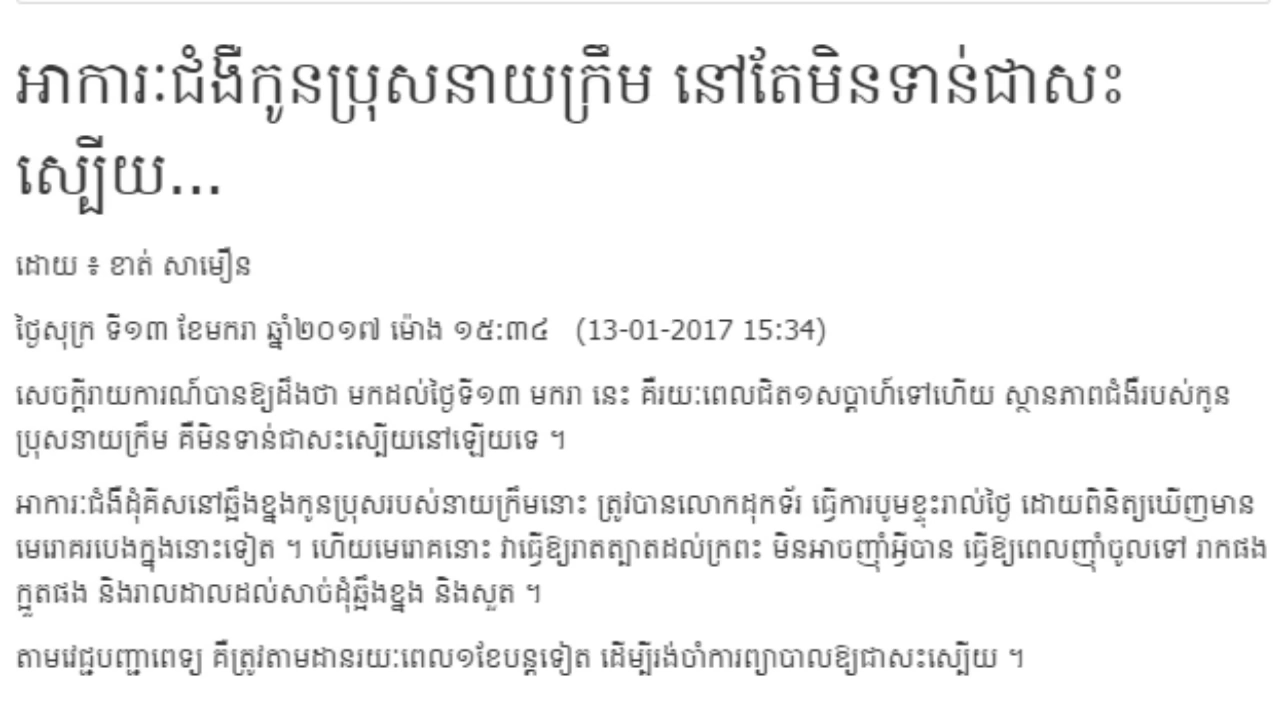 អាការៈជំងឺកូនប្រុសនាយក្រឹម នៅតែមិនទាន់ជាសះ
ស្បើយ...
ដោយ ៖ ខាត់ សាមឿន
ថ្ងៃសុក្រ ទី១៣ ខែមករា ឆ្នាំ២០១៧ ម៉ោង ១៥:៣៤ (13-01-2017 15:34)
សេចក្តីរាយការណ៍បានឱ្យដឹងថា មកដល់ថ្ងៃទី១៣ មករា នេះ គឺរយៈពេលជិត១សប្តាហ៍ទៅហើយ ស្ថានភាពជំងឺរបស់កូន
ប្រុសនាយក្រឹម គឺមិនទាន់ជាសះស្បើយនៅឡើយទេ ។
អាការៈជំងឺដុំគីសនៅឆ្អឹងខ្នងកូនប្រុសរបស់នាយក្រឹមនោះ ត្រូវបានលោកដុកទ័រ ធ្វើការបូមខ្ទុះរាល់ថ្ងៃ ដោយពិនិត្យឃើញមាន
មេរោគរបេងក្នុងនោះទៀត ។ ហើយមេរោគនោះ វាធ្វើឱ្យរាតត្បាតដល់ក្រពះ មិនអាចញ៉ាំអ្វីបាន ធ្វើឱ្យពេលញ៉ាំចូលទៅ រាកផង
ក្អួតផង និងរាលដាលដល់សាច់ដុំឆ្អឹងខ្នង និងសួត ។
តាមវេជ្ជបញ្ជាពេទ្យ គឺត្រូវតាមដានរយៈពេល១ខែបន្តទៀត ដើម្បីរង់ចាំការព្យាបាលឱ្យជាសះស្បើយ ។